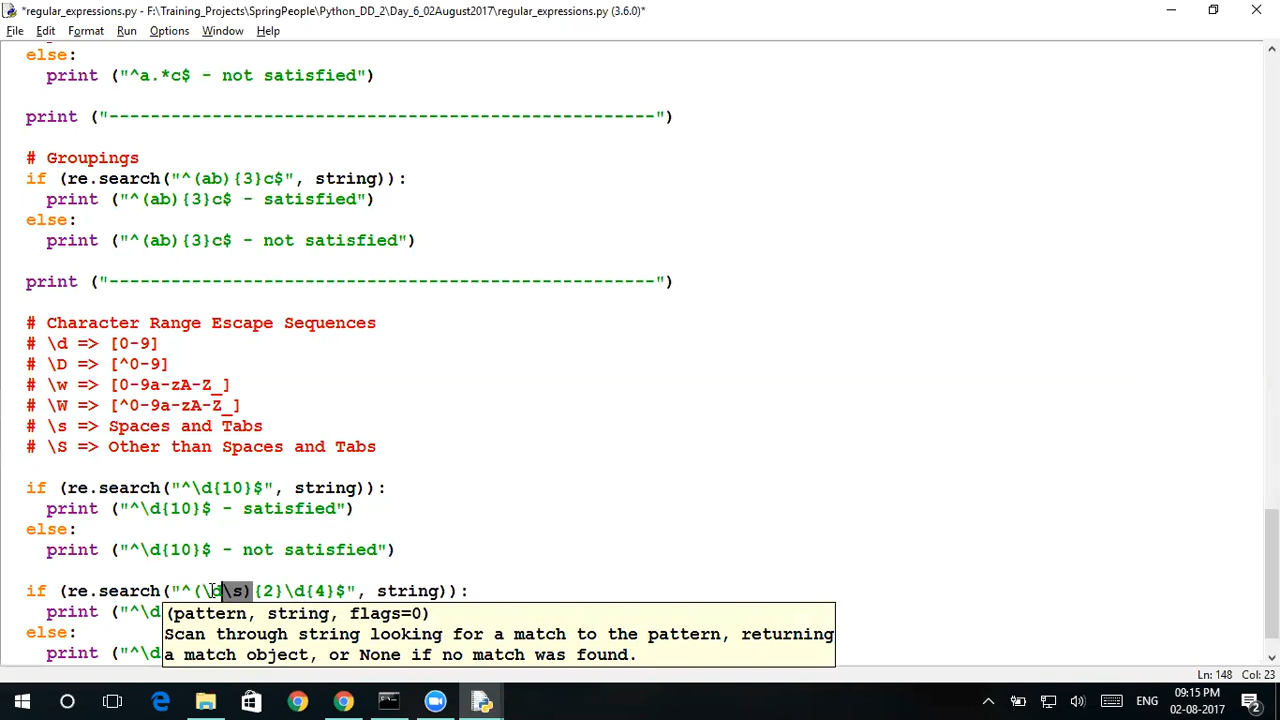 *regular_expressions.py - F:\Training_Projects\SpringPeople\Python_DD_2\Day_6_02August2017\regular_expressions.py (3.6.0)*
File Edit Format Run Options Window Help
else:
print ("^a.*c$ - not satisfied")
print ("-----------------------------------------------------")
# Groupings
if (re.search("^(ab){3}c$", string)):
print ("^(ab){3}c$ - satisfied")
else:
print ("^(ab){3}c$ - not satisfied")
print ("-----------------------------------------------------")
# Character Range Escape Sequences
# \d => [0-9]
# \D => [^0-9]
# \w => [0-9a-zA-Z_]
# \W => [^0-9a-zA-Z_]
# \s => Spaces and Tabs
# \S => Other than Spaces and Tabs
if (re.search("^\d{10}$", string)):
print ("^\d{10}$ - satisfied")
else:
print ("^\d{10}$ - not satisfied")
if (re.search("^(\d\s){2}\d{4}$", string)):
print ("^\d
(pattern, string, flags=0)
else:
Scan through string looking for a match to the pattern, returning
print ("^\d
a match object, or None if no match was found.
Ln: 148 Col: 23
ENG
09:15 PM
02-08-2017
2